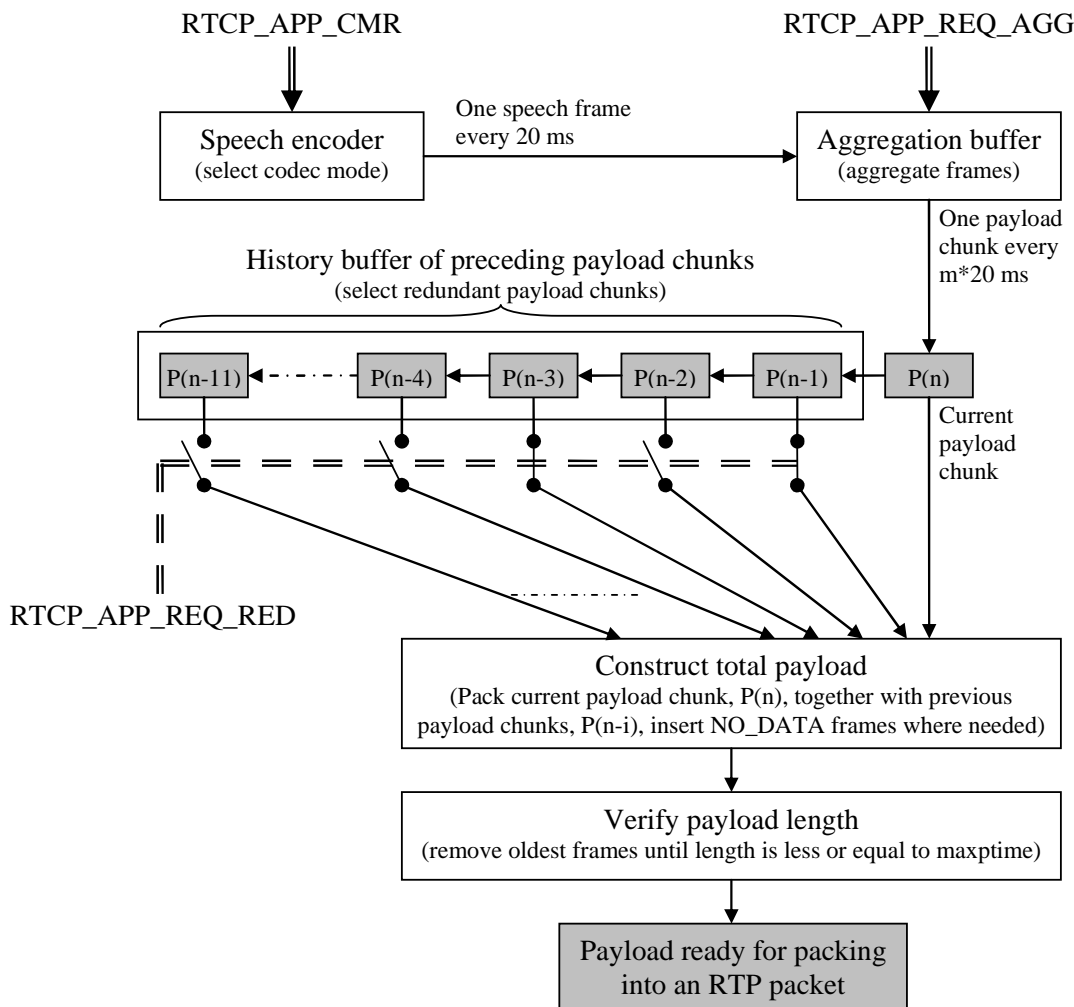 RTCP_APP_CMR
RTCP_APP_REQ_AGG
One speech frame
every 20 ms
Speech encoder
(select codec mode)
Aggregation buffer
(aggregate frames)
One payload
chunk every
m*20 ms
History buffer of preceding payload chunks
(select redundant payload chunks)
P(n-11)
P(n-4)
P(n-3)
P(n-2)
P(n-1)
P(n)
Current
payload
chunk
RTCP_APP_REQ_RED
Construct total payload
(Pack current payload chunk, P(n), together with previous
payload chunks, P(n-i), insert NO_DATA frames where needed)
Verify payload length
(remove oldest frames until length is less or equal to maxptime)
Payload ready for packing
into an RTP packet